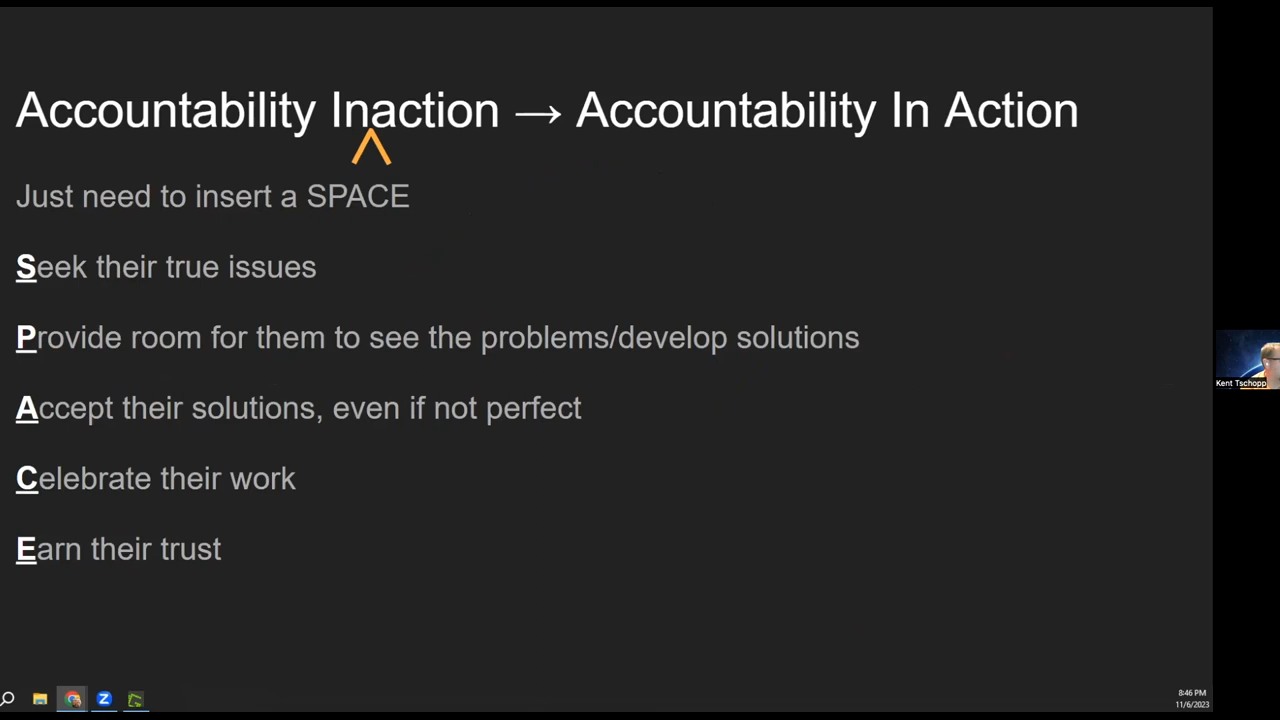 Accountability Inaction → Accountability In Action
Just need to insert a SPACE
Seek their true issues
Provide room for them to see the problems/develop solutions
Accept their solutions, even if not perfect
Celebrate their work
Earn their trust
Kent Tschopp
8:46 PM
11/6/2023